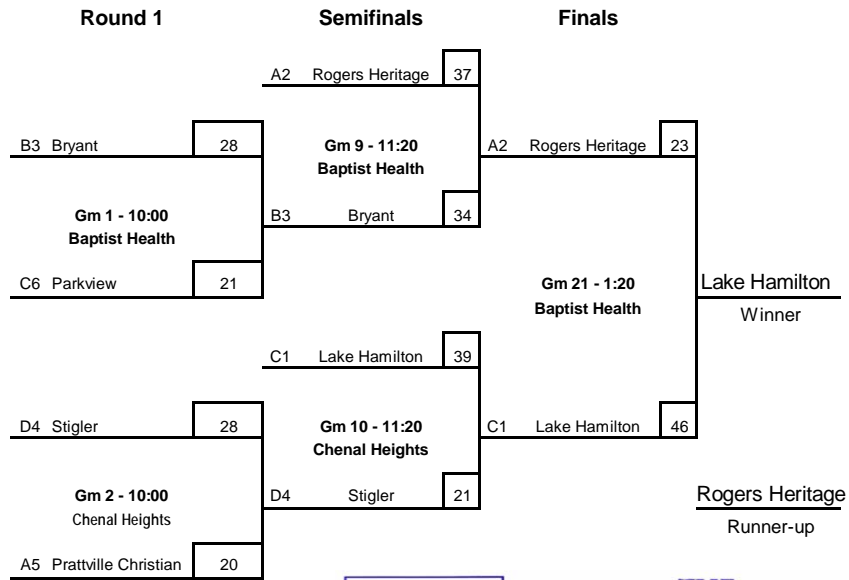 Round 1 Semifinals Finals
A2 Rogers Heritage 37
B3 Bryant 28
Gm 9 - 11:20
Baptist Health
A2 Rogers Heritage 23
Gm 1 - 10:00
Baptist Health
B3 Bryant 34
C6 Parkview 21
Gm 21 - 1:20
Baptist Health
Lake Hamilton
Winner
C1 Lake Hamilton 39
D4 Stigler 28
Gm 10 - 11:20
Chenal Heights
C1 Lake Hamilton 46
Gm 2 - 10:00
Chenal Heights
D4 Stigler 21
Rogers Heritage
Runner-up
A5 Prattville Christian 20